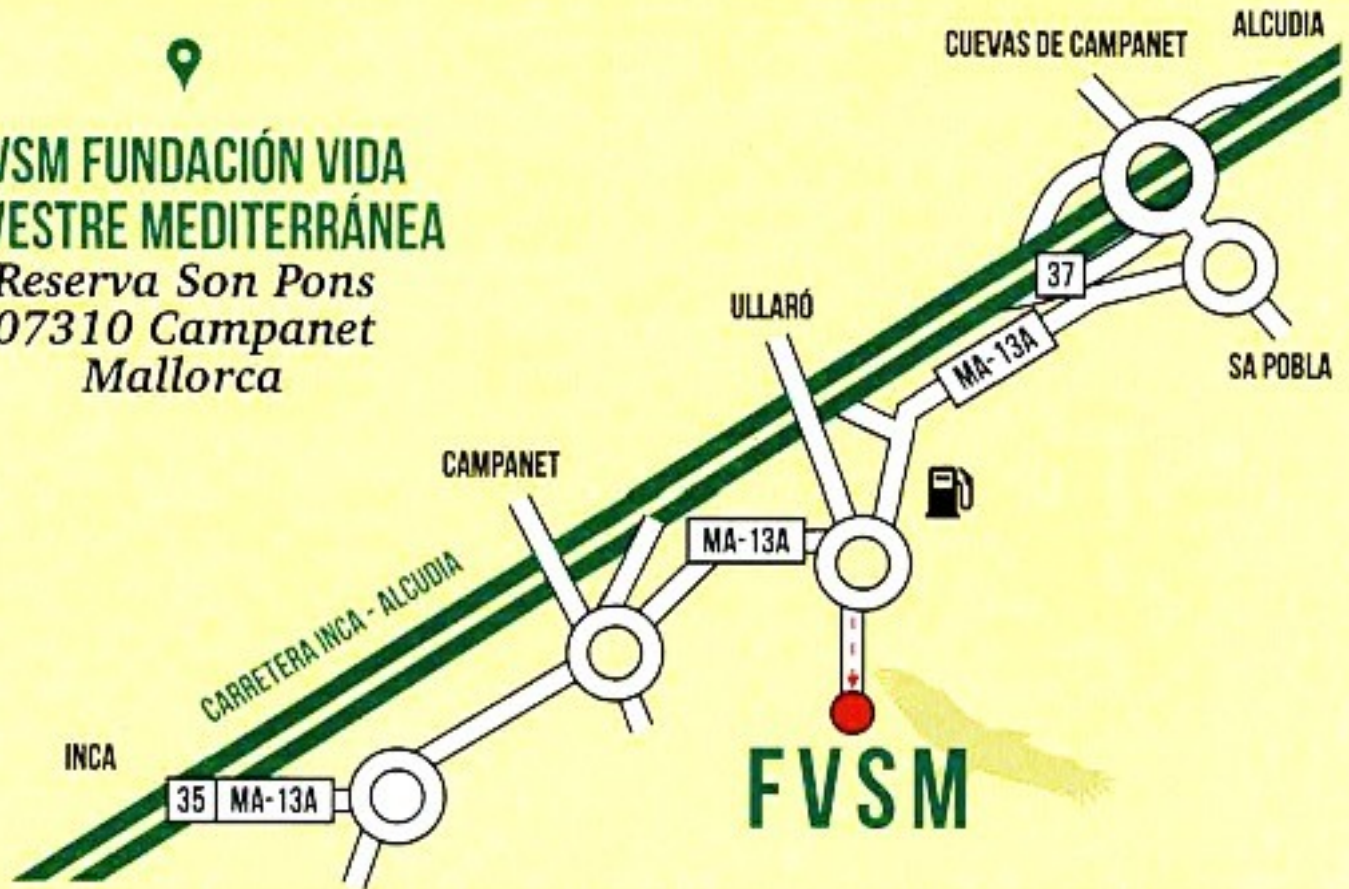 VSM FUNDACIÓN VIDA
VESTRE MEDITERRÁNEA
Reserva Son Pons
07310 Campanet
Mallorca
CUEVAS DE CAMPANET
ALCUDIA
37
ULLARÓ
MA-13A
SA POBLA
CAMPANET
MA-13A
CARRETERA INCA - ALCUDIA
INCA
35 MA-13A
FVSM